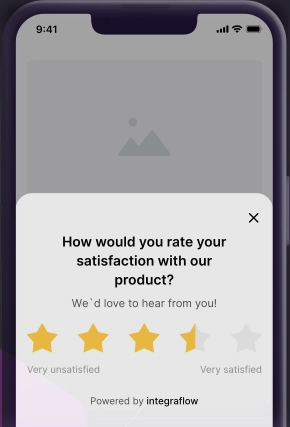 9:41
How would you rate your
satisfaction with our
product?
We`d love to hear from you!
Very unsatisfied Very satisfied
Powered by integraflow